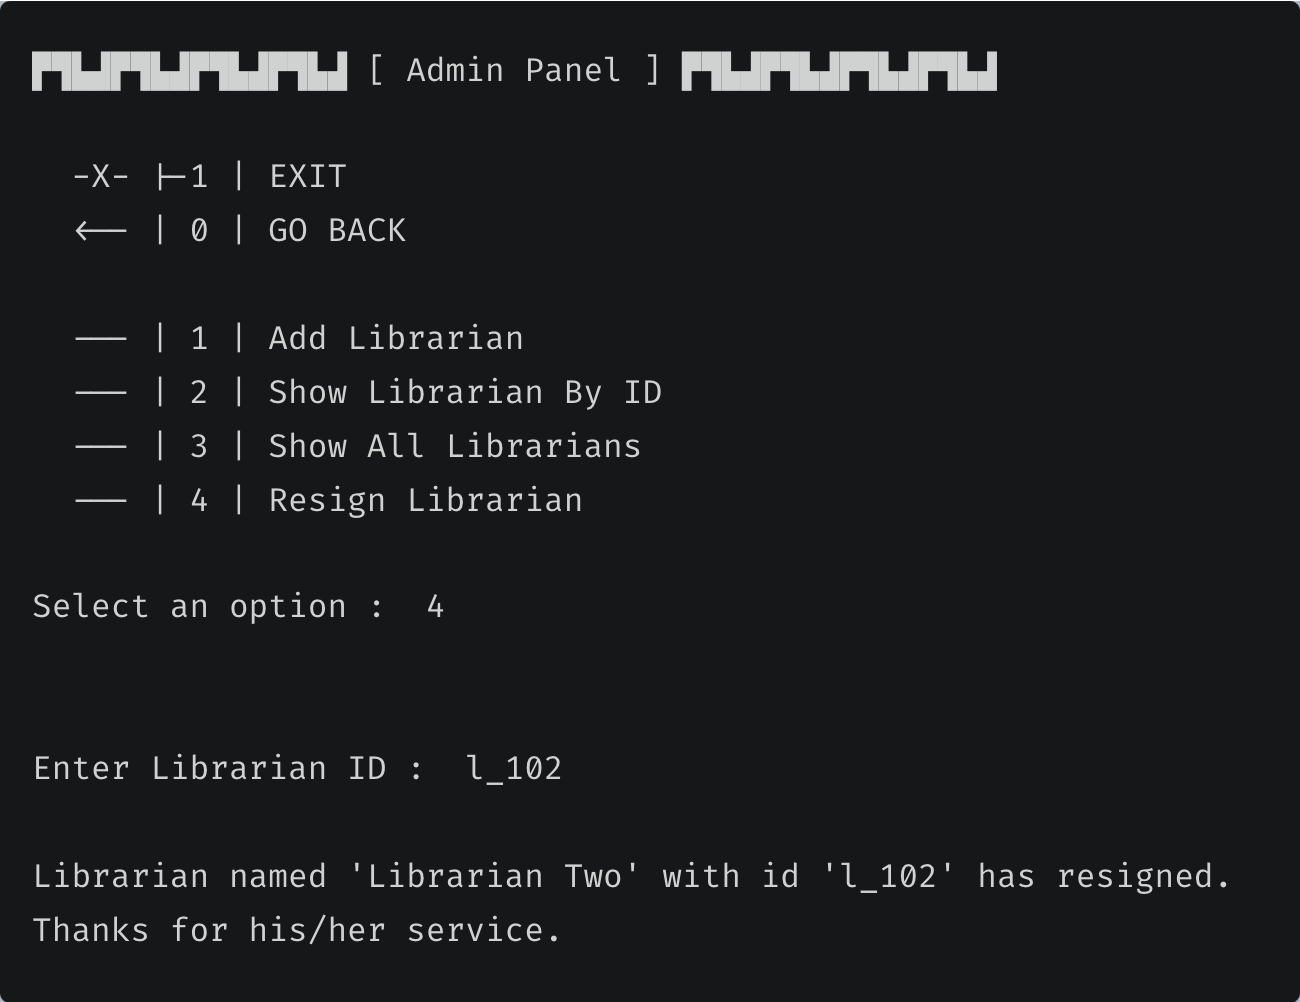 [ Admin Panel ]
-X- |-1 | EXIT
<-- | 0 | GO BACK
--- | 1 | Add Librarian
--- | 2 | Show Librarian By ID
--- | 3 | Show All Librarians
--- | 4 | Resign Librarian
Select an option :  4
Enter Librarian ID :  l_102
Librarian named 'Librarian Two' with id 'l_102' has resigned.
Thanks for his/her service.